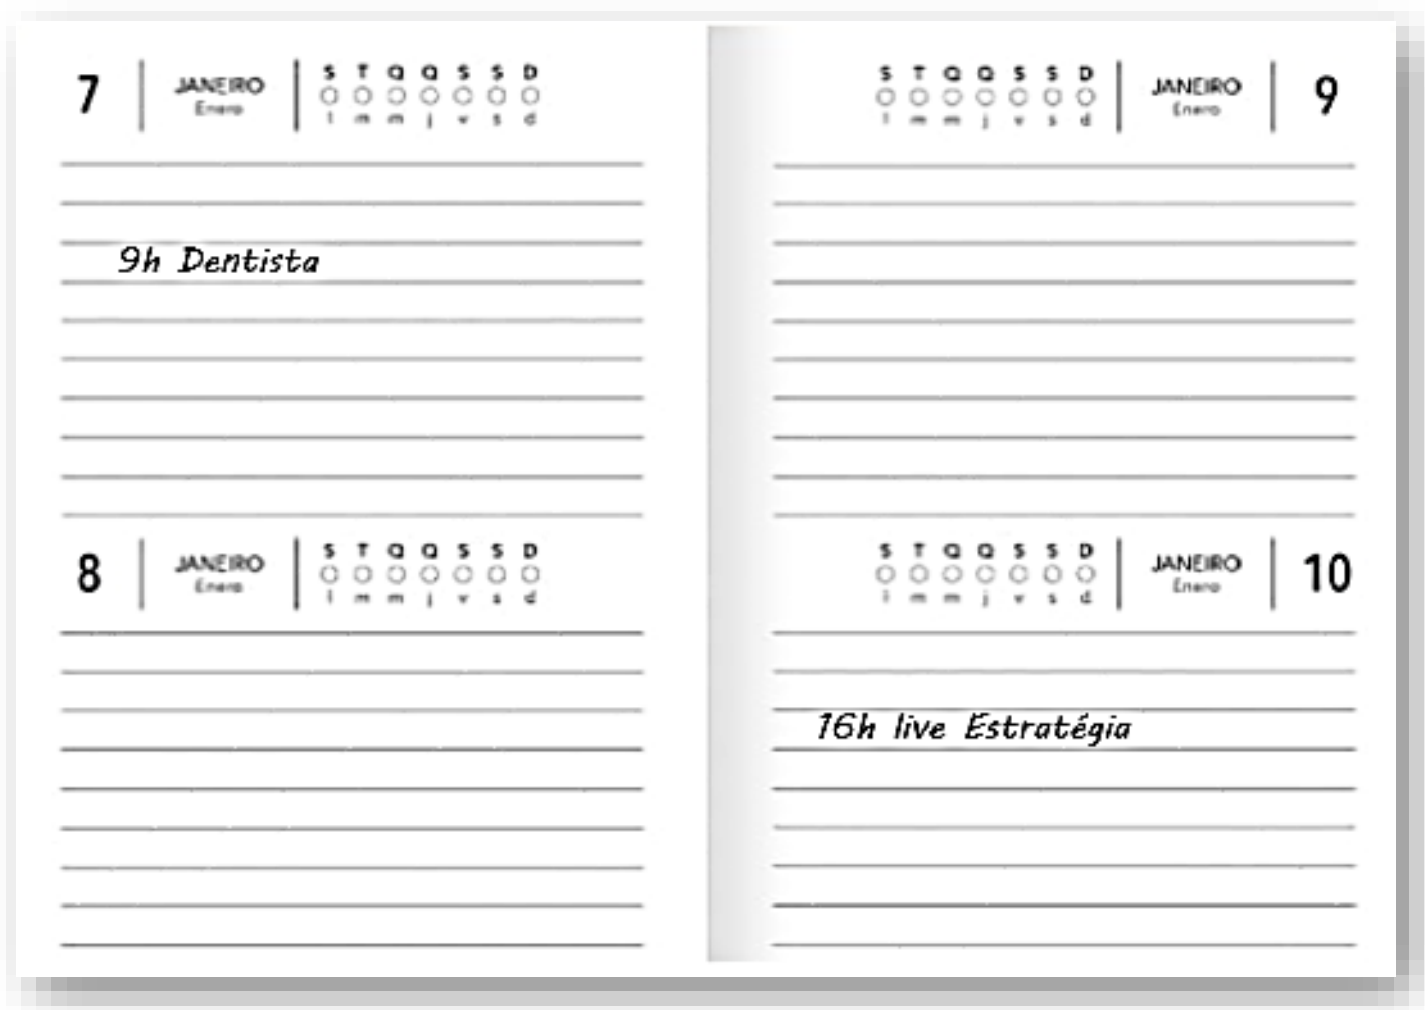 7 JANEIRO S T Q Q S S D
Enero l m m j v s d
9h Dentista
8 JANEIRO S T Q Q S S D
Enero l m m j v s d
S T Q Q S S D JANEIRO 9
l m m j v s d Enero
S T Q Q S S D JANEIRO 10
l m m j v s d Enero
16h live Estratégia